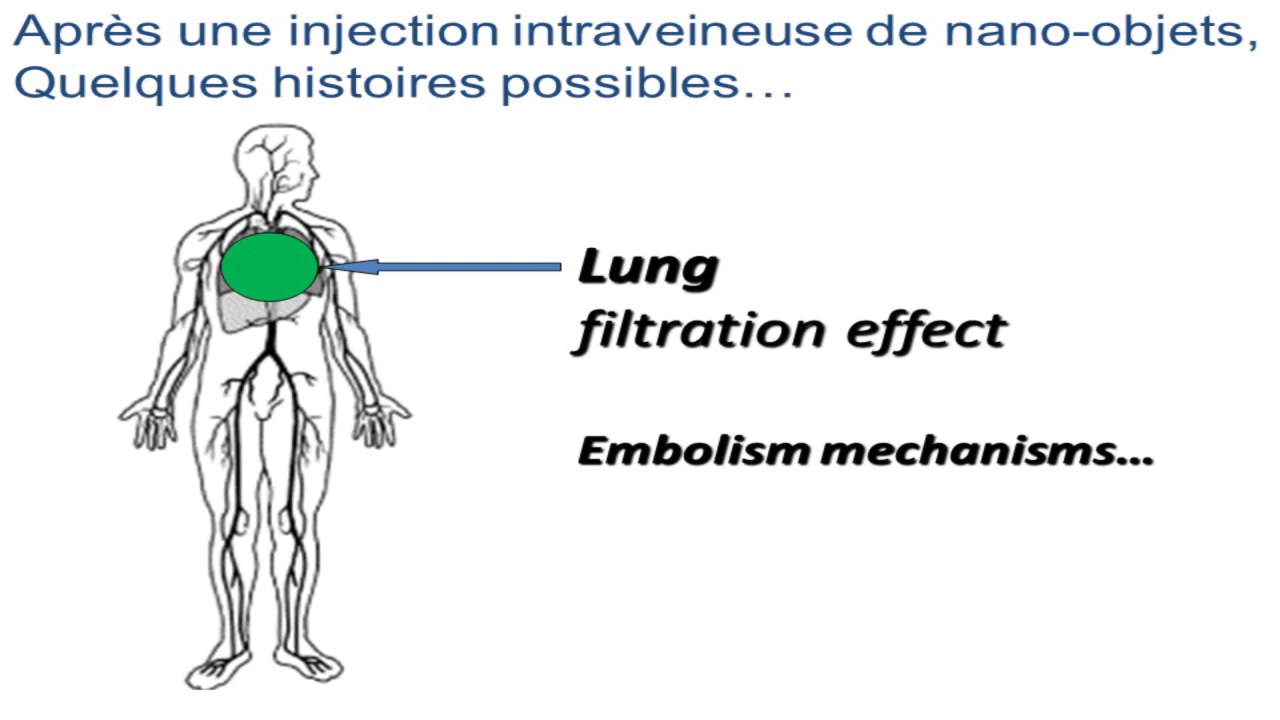 Après une injection intraveineuse de nano-objets,
Quelques histoires possibles…
Lung
filtration effect
Embolism mechanisms…